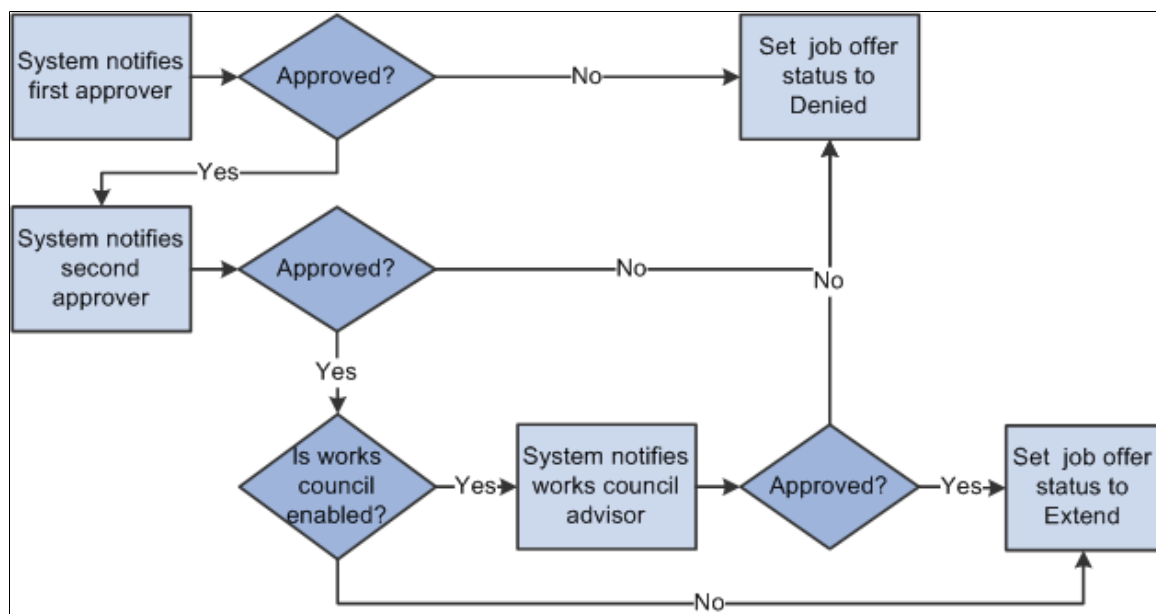 System notifies
first approver
Approved?
No
Set job offer
status to
Denied
Yes
System notifies
second
approver
Approved?
No
No
Yes
Is works
council
enabled?
Yes
System notifies
works council
advisor
Approved?
Yes
Set job offer
status to
Extend
No